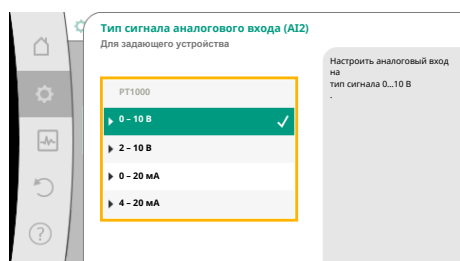 Тип сигнала аналогового входа (AI2)
Для задающего устройства
PT1000
0 – 10 В
2 – 10 В
0 – 20 мА
4 – 20 мА
Настроить аналоговый вход
на
тип сигнала 0...10 В
.
?